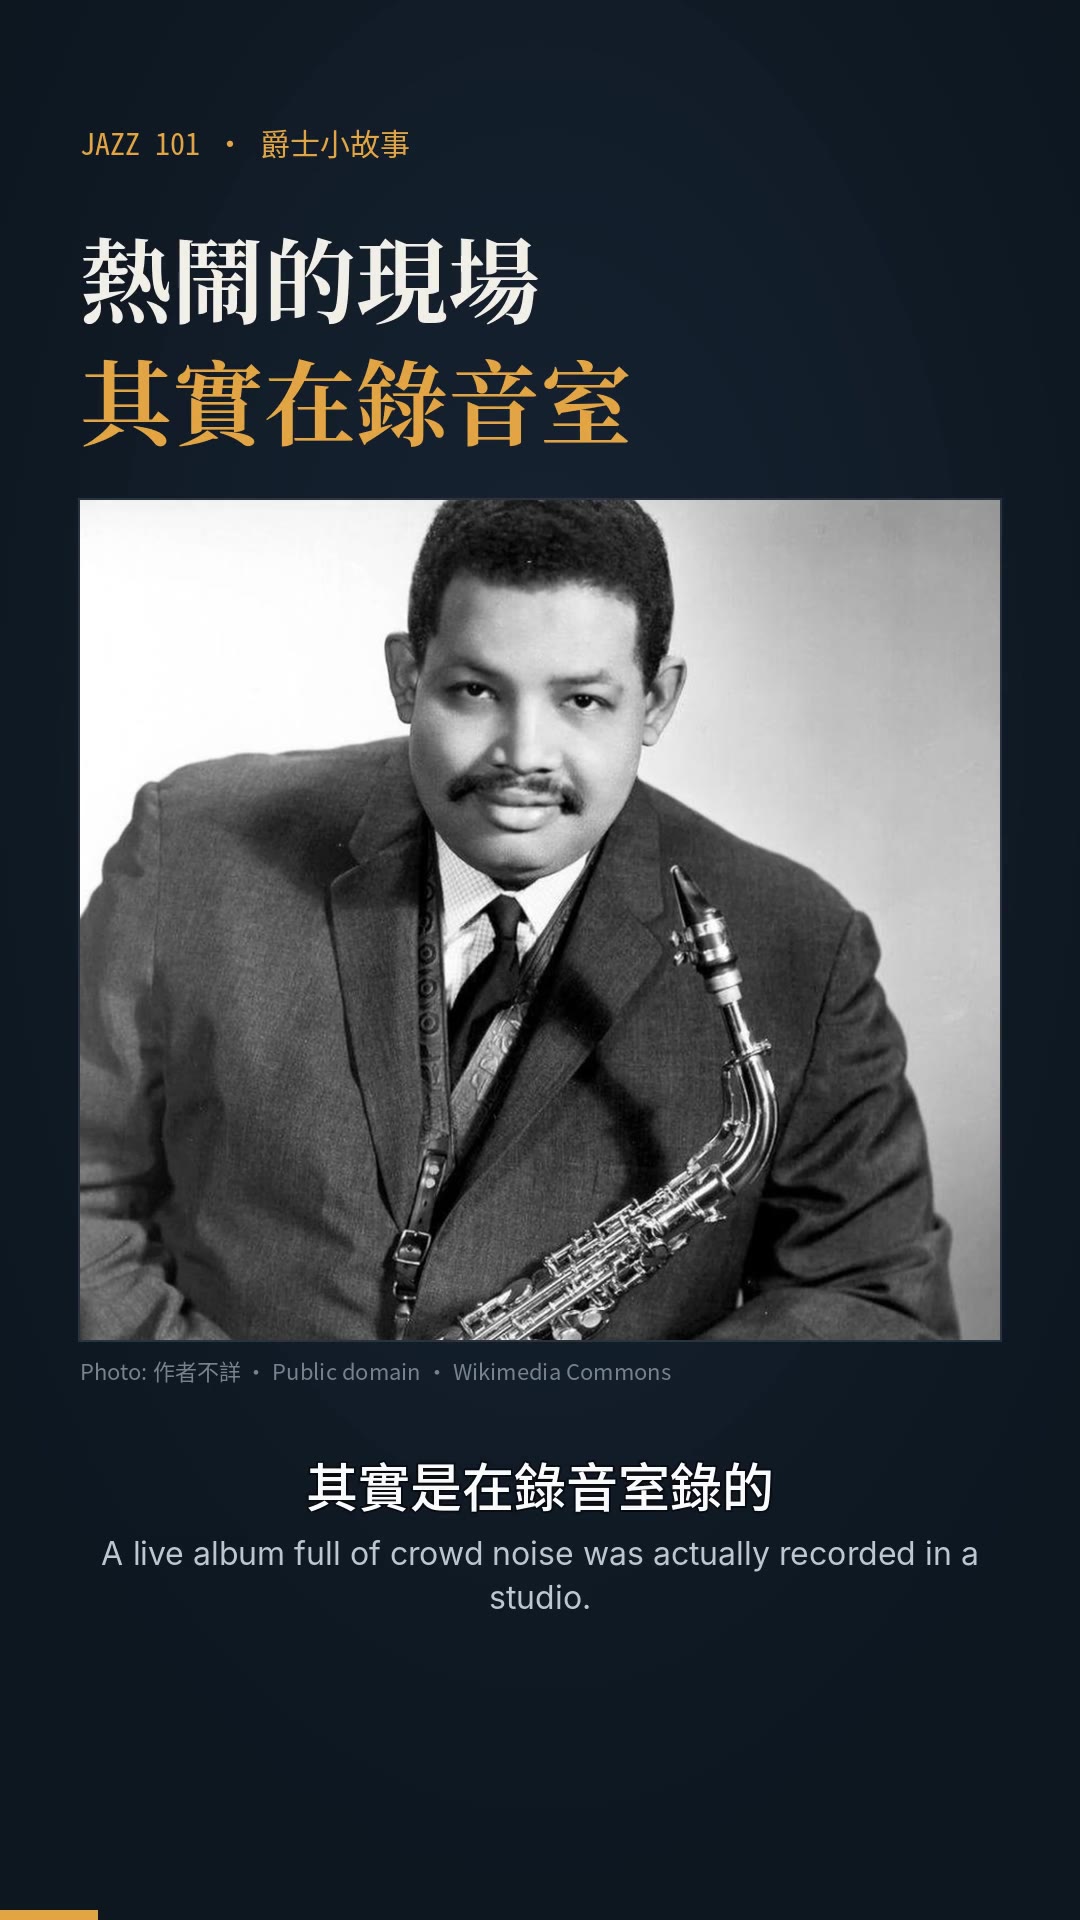 JAZZ 101 · 爵士小故事
熱鬧的現場
其實在錄音室
Photo: 作者不詳 · Public domain · Wikimedia Commons
其實是在錄音室錄的
A live album full of crowd noise was actually recorded in a
studio.